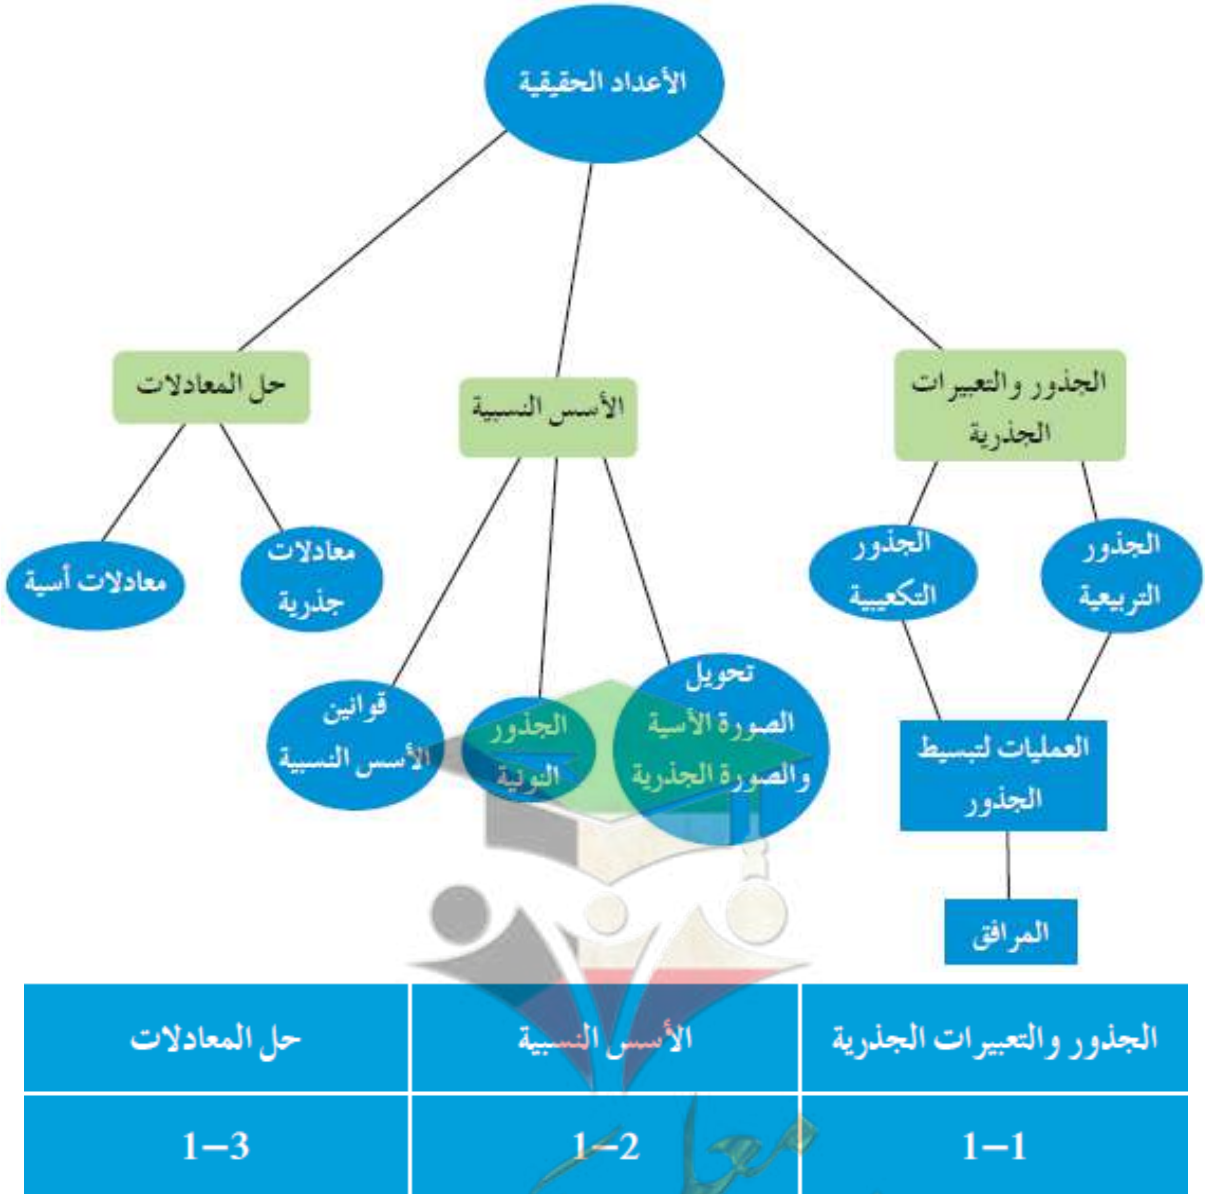 الأعداد الحقيقية
الجذور والتعبيرات
الجذرية
الأسس النسبية
حل المعادلات
الجذور
التربيعية
الجذور
التكعيبية
معادلات
جذرية
معادلات أسية
تحويل
الصورة الأسية
والصورة الجذرية
الجذور
النونية
قوانين
الأسس النسبية
العمليات لتبسيط
الجذور
المرافق
الجذور والتعبيرات الجذرية
الأسس النسبية
حل المعادلات
1–1
1–2
1–3